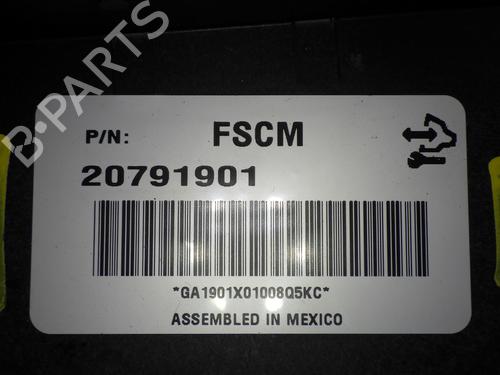 B-PARTS
P/N: FSCM
20791901
*GA1901X01008Q5KC*
ASSEMBLED IN MEXICO